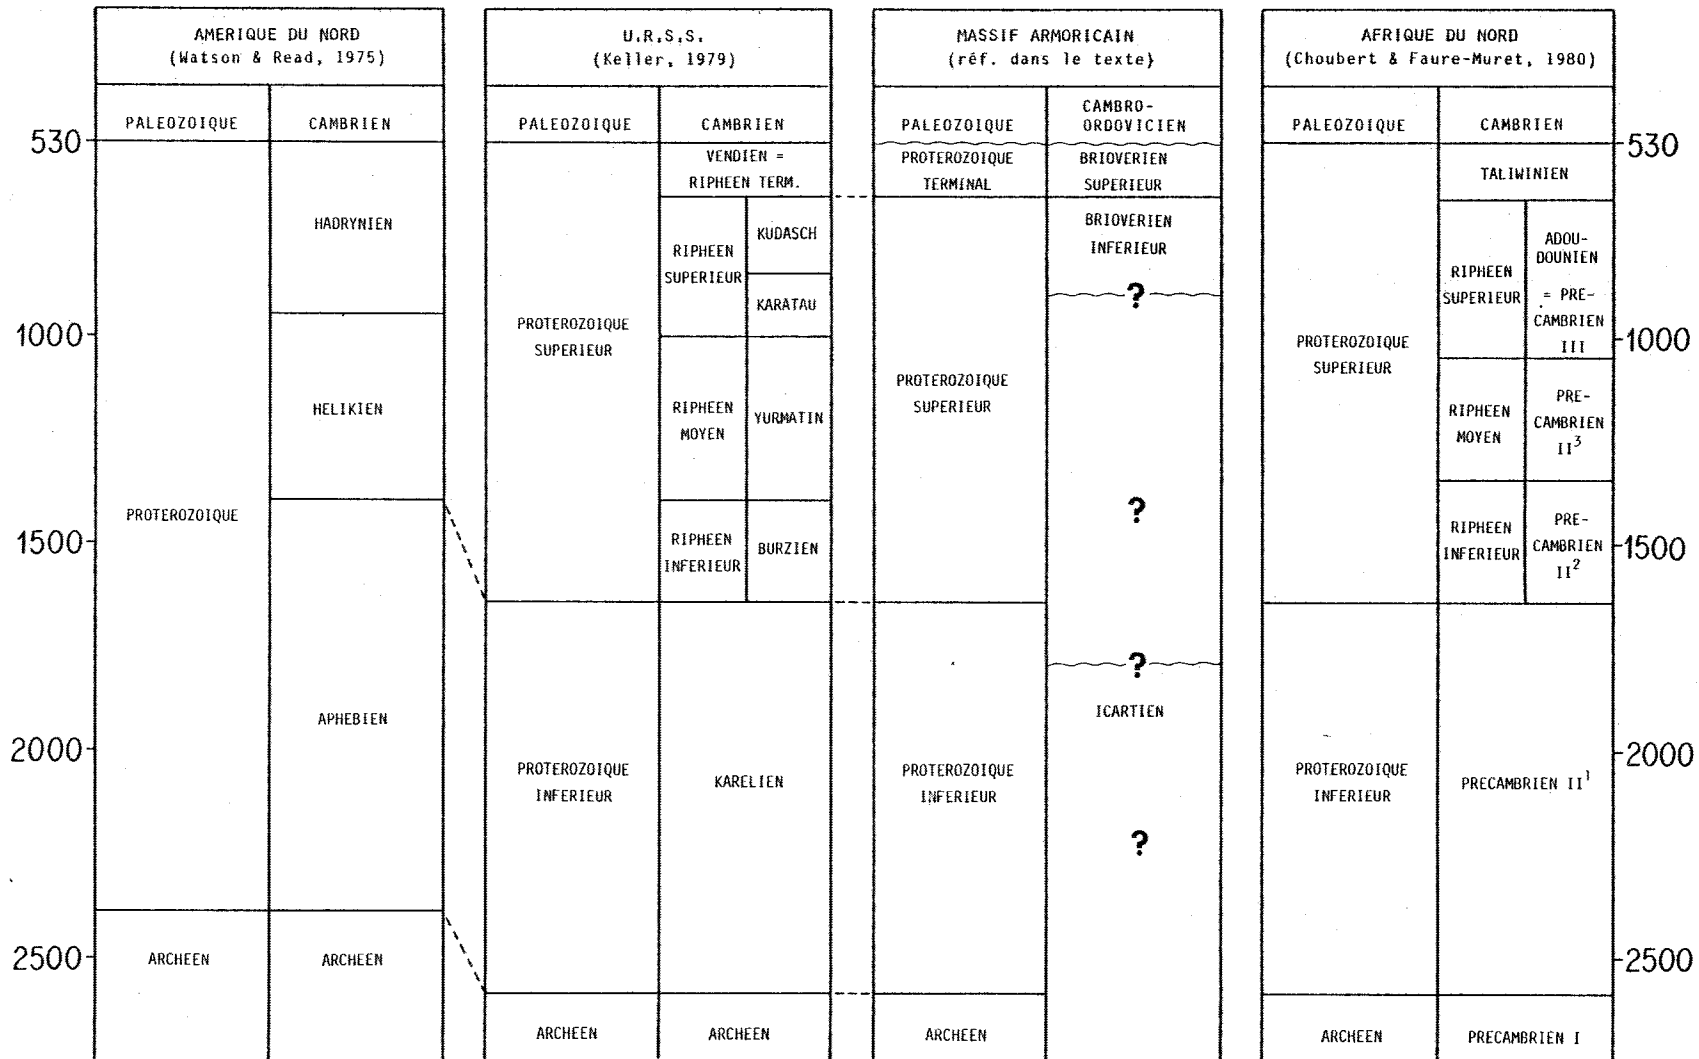 AMERIQUE DU NORD
(Watson & Read, 1975)
PALEOZOIQUE
CAMBRIEN
HADRYNIEN
HELIKIEN
PROTEROZOIQUE
APHEBIEN
ARCHEEN
ARCHEEN
530
1000
1500
2000
2500
U.R.S.S.
(Keller, 1979)
PALEOZOIQUE
CAMBRIEN
VENDIEN =
RIPHEEN TERM.
RIPHEEN
SUPERIEUR
KUDASCH
KARATAU
PROTEROZOIQUE
SUPERIEUR
RIPHEEN
MOYEN
YURMATIN
RIPHEEN
INFERIEUR
BURZIEN
PROTEROZOIQUE
INFERIEUR
KARELIEN
ARCHEEN
ARCHEEN
MASSIF ARMORICAIN
(réf. dans le texte)
PALEOZOIQUE
CAMBRO-
ORDOVICIEN
PROTEROZOIQUE
TERMINAL
BRIOVERIEN
SUPERIEUR
BRIOVERIEN
INFERIEUR
?
PROTEROZOIQUE
SUPERIEUR
?
?
ICARTIEN
PROTEROZOIQUE
INFERIEUR
?
ARCHEEN
AFRIQUE DU NORD
(Choubert & Faure-Muret, 1980)
PALEOZOIQUE
CAMBRIEN
TALIWINIEN
RIPHEEN
SUPERIEUR
ADOU-
DOUNIEN
= PRE-
CAMBRIEN
III
PROTEROZOIQUE
SUPERIEUR
RIPHEEN
MOYEN
PRE-
CAMBRIEN
II³
RIPHEEN
INFERIEUR
PRE-
CAMBRIEN
II²
PROTEROZOIQUE
INFERIEUR
PRECAMBRIEN II¹
ARCHEEN
PRECAMBRIEN I
530
1000
1500
2000
2500